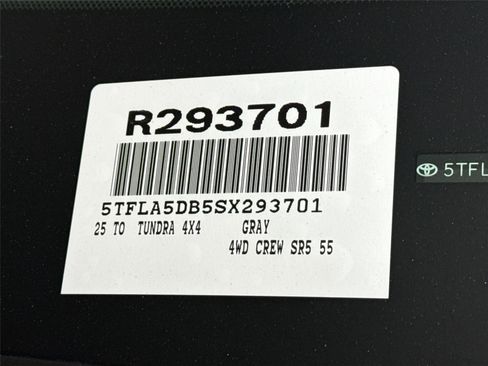 R293701
5TFLA5DB5SX293701
25 TO TUNDRA 4X4 GRAY
4WD CREW SR5 55
5TFL